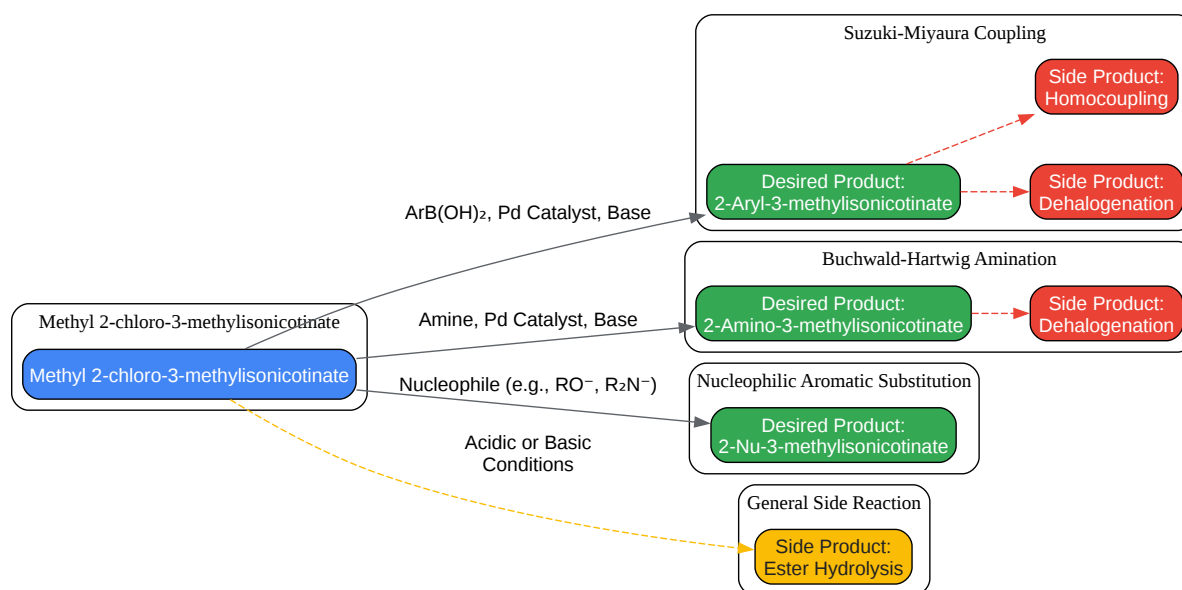 Suzuki-Miyaura Coupling
Side Product:
Homocoupling
Desired Product:
2-Aryl-3-methylisonicotinate
Side Product:
Dehalogenation
ArB(OH)₂, Pd Catalyst, Base
Buchwald-Hartwig Amination
Methyl 2-chloro-3-methylisonicotinate
Methyl 2-chloro-3-methylisonicotinate
Amine, Pd Catalyst, Base
Desired Product:
2-Amino-3-methylisonicotinate
Side Product:
Dehalogenation
Nucleophile (e.g., RO⁻, R₂N⁻)
Nucleophilic Aromatic Substitution
Desired Product:
2-Nu-3-methylisonicotinate
Acidic or Basic
Conditions
General Side Reaction
Side Product:
Ester Hydrolysis